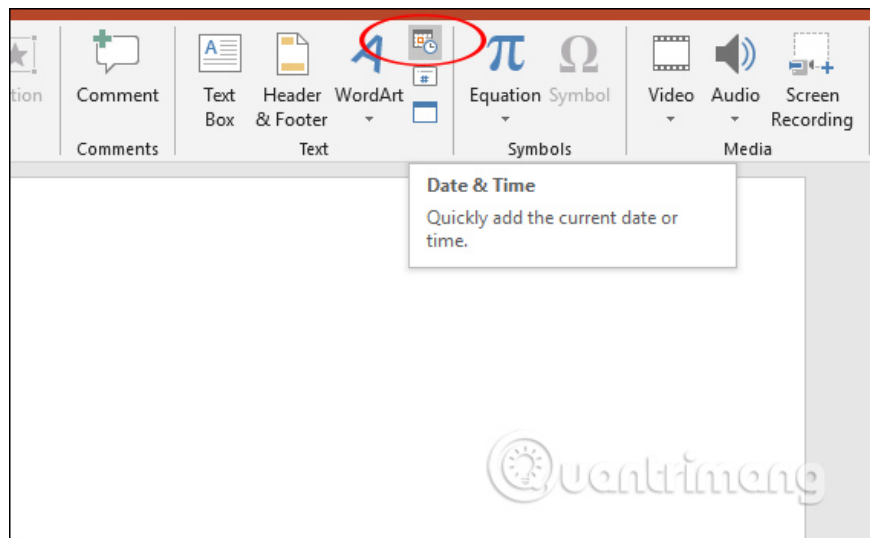 tion
Comment
Text Box
Header & Footer
WordArt
#
Equation
Symbol
Video
Audio
Screen Recording
Comments
Text
Symbols
Media
Date & Time
Quickly add the current date or
time.
Quantrimang